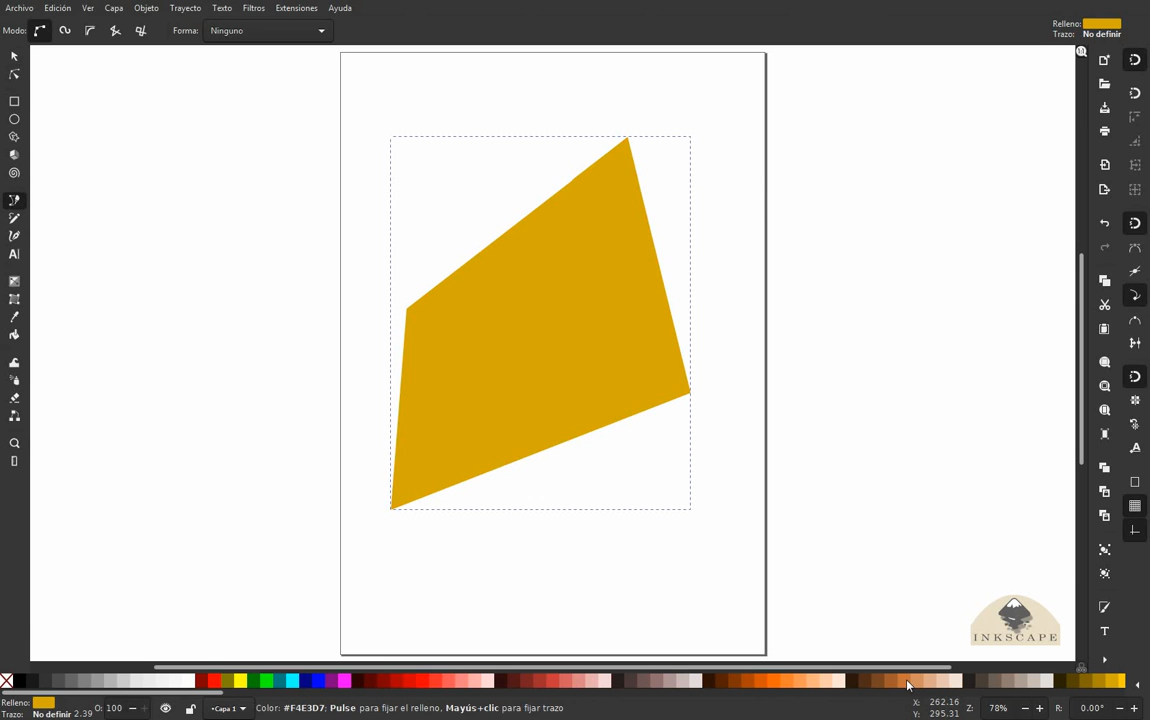 Archivo Edición Ver Capa Objeto Trayecto Texto Filtros Extensiones Ayuda
Modo: Forma: Ninguno
Relleno:
Trazo: No definir
INKSCAPE
Relleno:
Trazo: No definir 2.39
O: 100
•Capa 1
Color: #F4E3D7; Pulse para fijar el relleno, Mayús+clic para fijar trazo
X: 262.16
Y: 295.31
Z: 78%
R: 0.00°